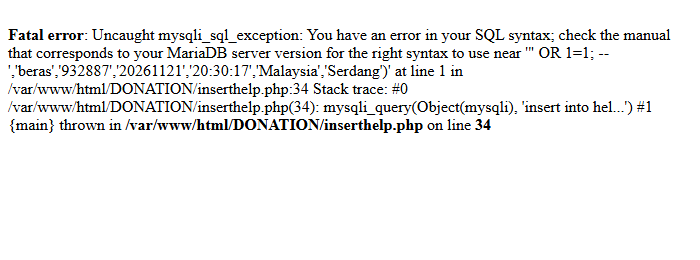 Fatal error: Uncaught mysqli_sql_exception: You have an error in your SQL syntax; check the manual
that corresponds to your MariaDB server version for the right syntax to use near '" OR 1=1; --
','beras','932887','20261121','20:30:17','Malaysia','Serdang')' at line 1 in
/var/www/html/DONATION/inserthelp.php:34 Stack trace: #0
/var/www/html/DONATION/inserthelp.php(34): mysqli_query(Object(mysqli), 'insert into hel...') #1
{main} thrown in /var/www/html/DONATION/inserthelp.php on line 34